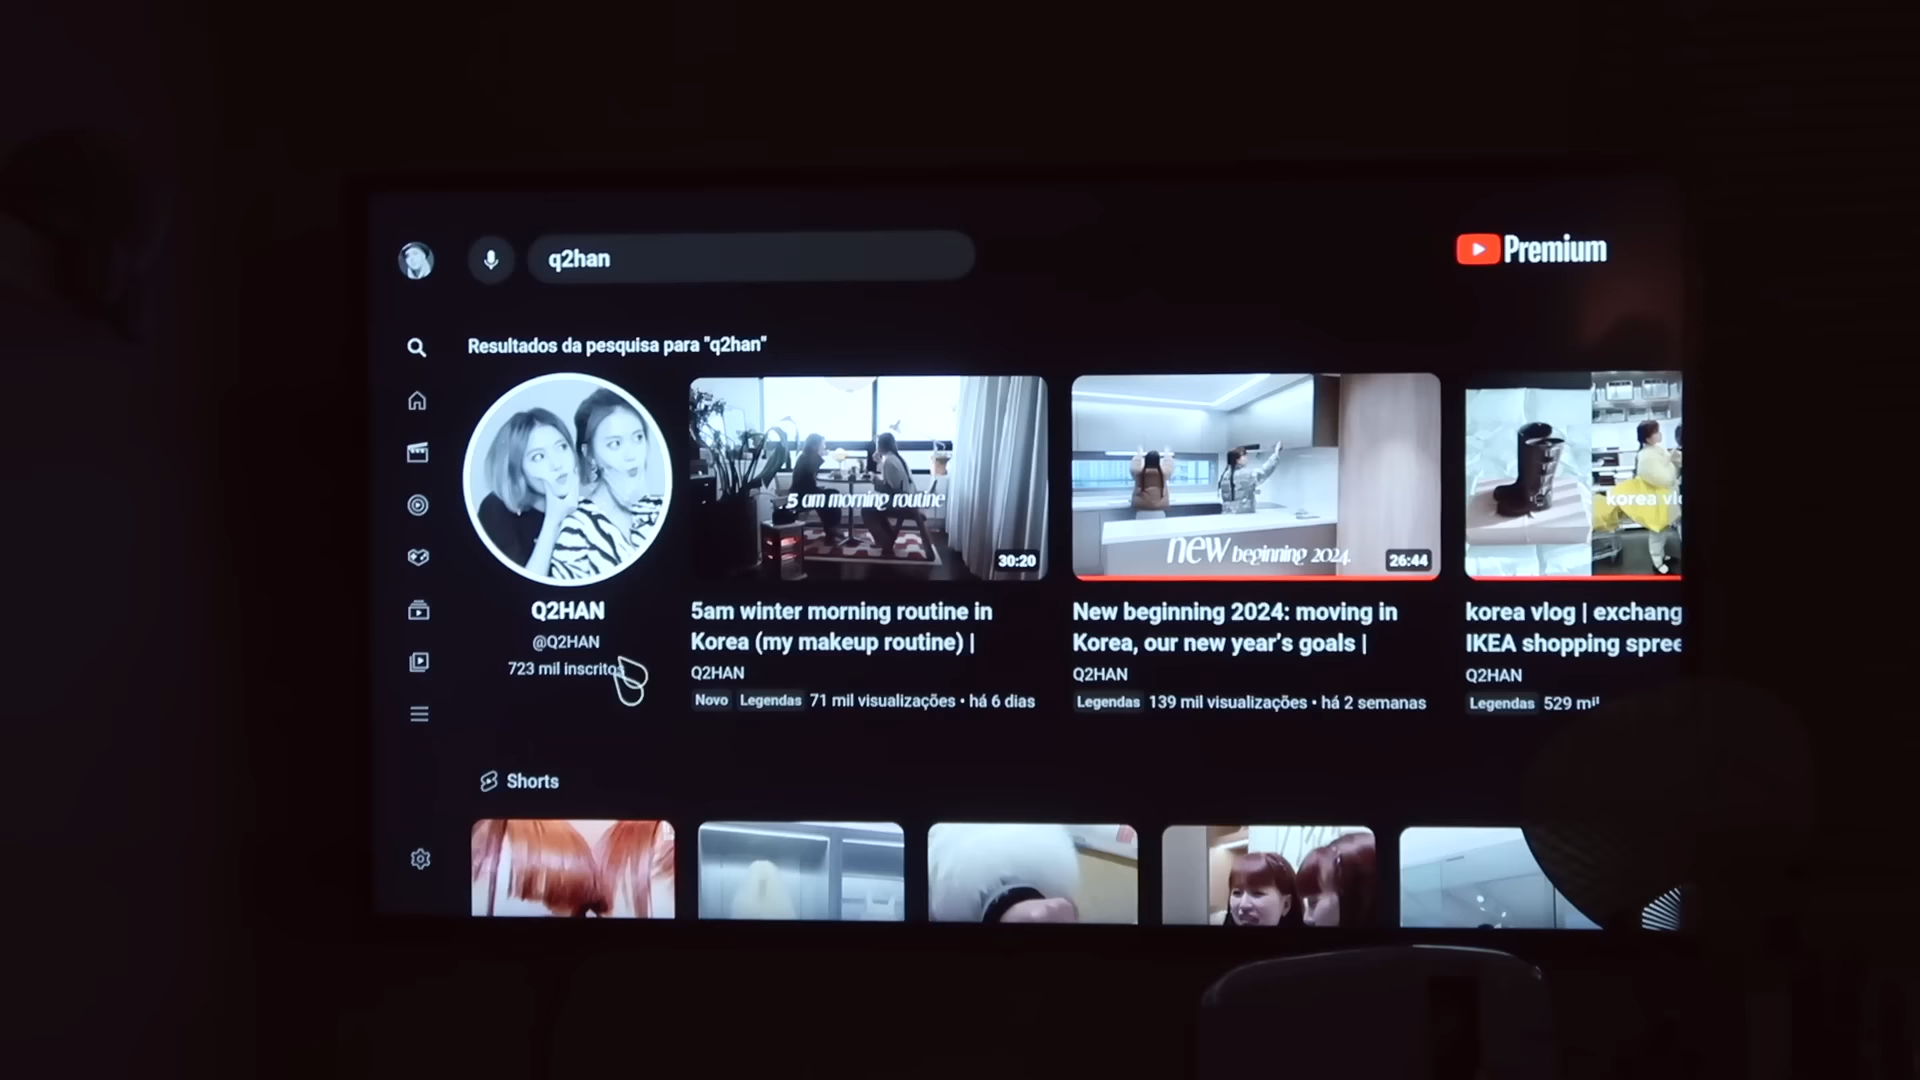 q2han
Premium
Resultados da pesquisa para "q2han"
5 am morning routine
30:20
new beginning 2024.
26:44
korea vl
Q2HAN
@Q2HAN
723 mil inscritos
5am winter morning routine in
Korea (my makeup routine) |
Q2HAN
Novo Legendas 71 mil visualizações • há 6 dias
New beginning 2024: moving in
Korea, our new year's goals |
Q2HAN
Legendas 139 mil visualizações • há 2 semanas
korea vlog | exchang
IKEA shopping spree
Q2HAN
Legendas 529 mil
Shorts